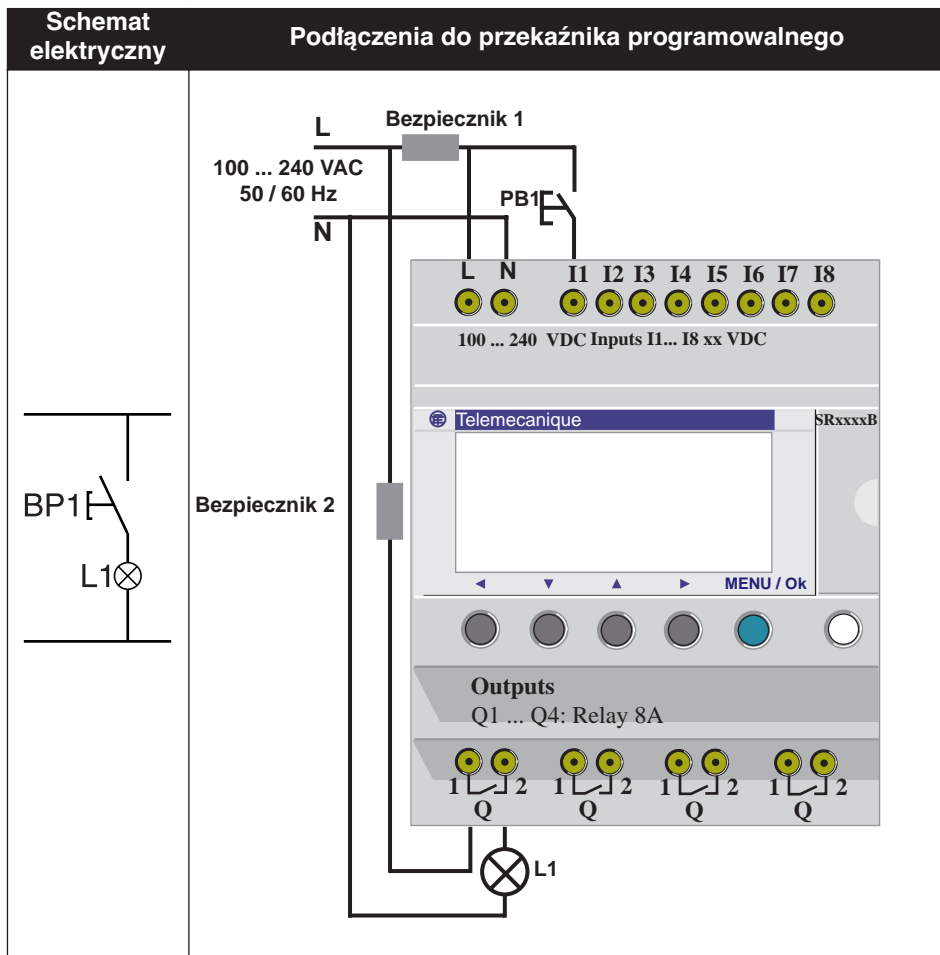 Schemat
elektryczny
Podłączenia do przekaźnika programowalnego
Bezpiecznik 1
L
100 ... 240 VAC
50 / 60 Hz
N
PB1
L N I1 I2 I3 I4 I5 I6 I7 I8
100 ... 240 VDC Inputs I1... I8 xx VDC
Telemecanique
SRxxxxB
BP1
L1
Bezpiecznik 2
MENU / Ok
Outputs
Q1 ... Q4: Relay 8A
1 2 1 2 1 2 1 2
Q Q Q Q
L1